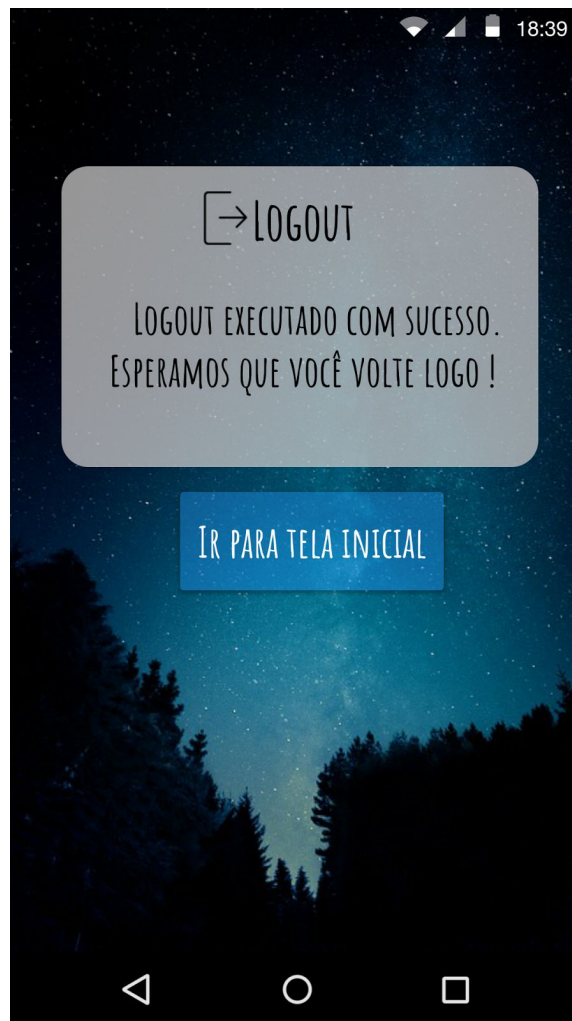 18:39
Logout
Logout executado com sucesso.
Esperamos que você volte logo !
Ir para tela inicial